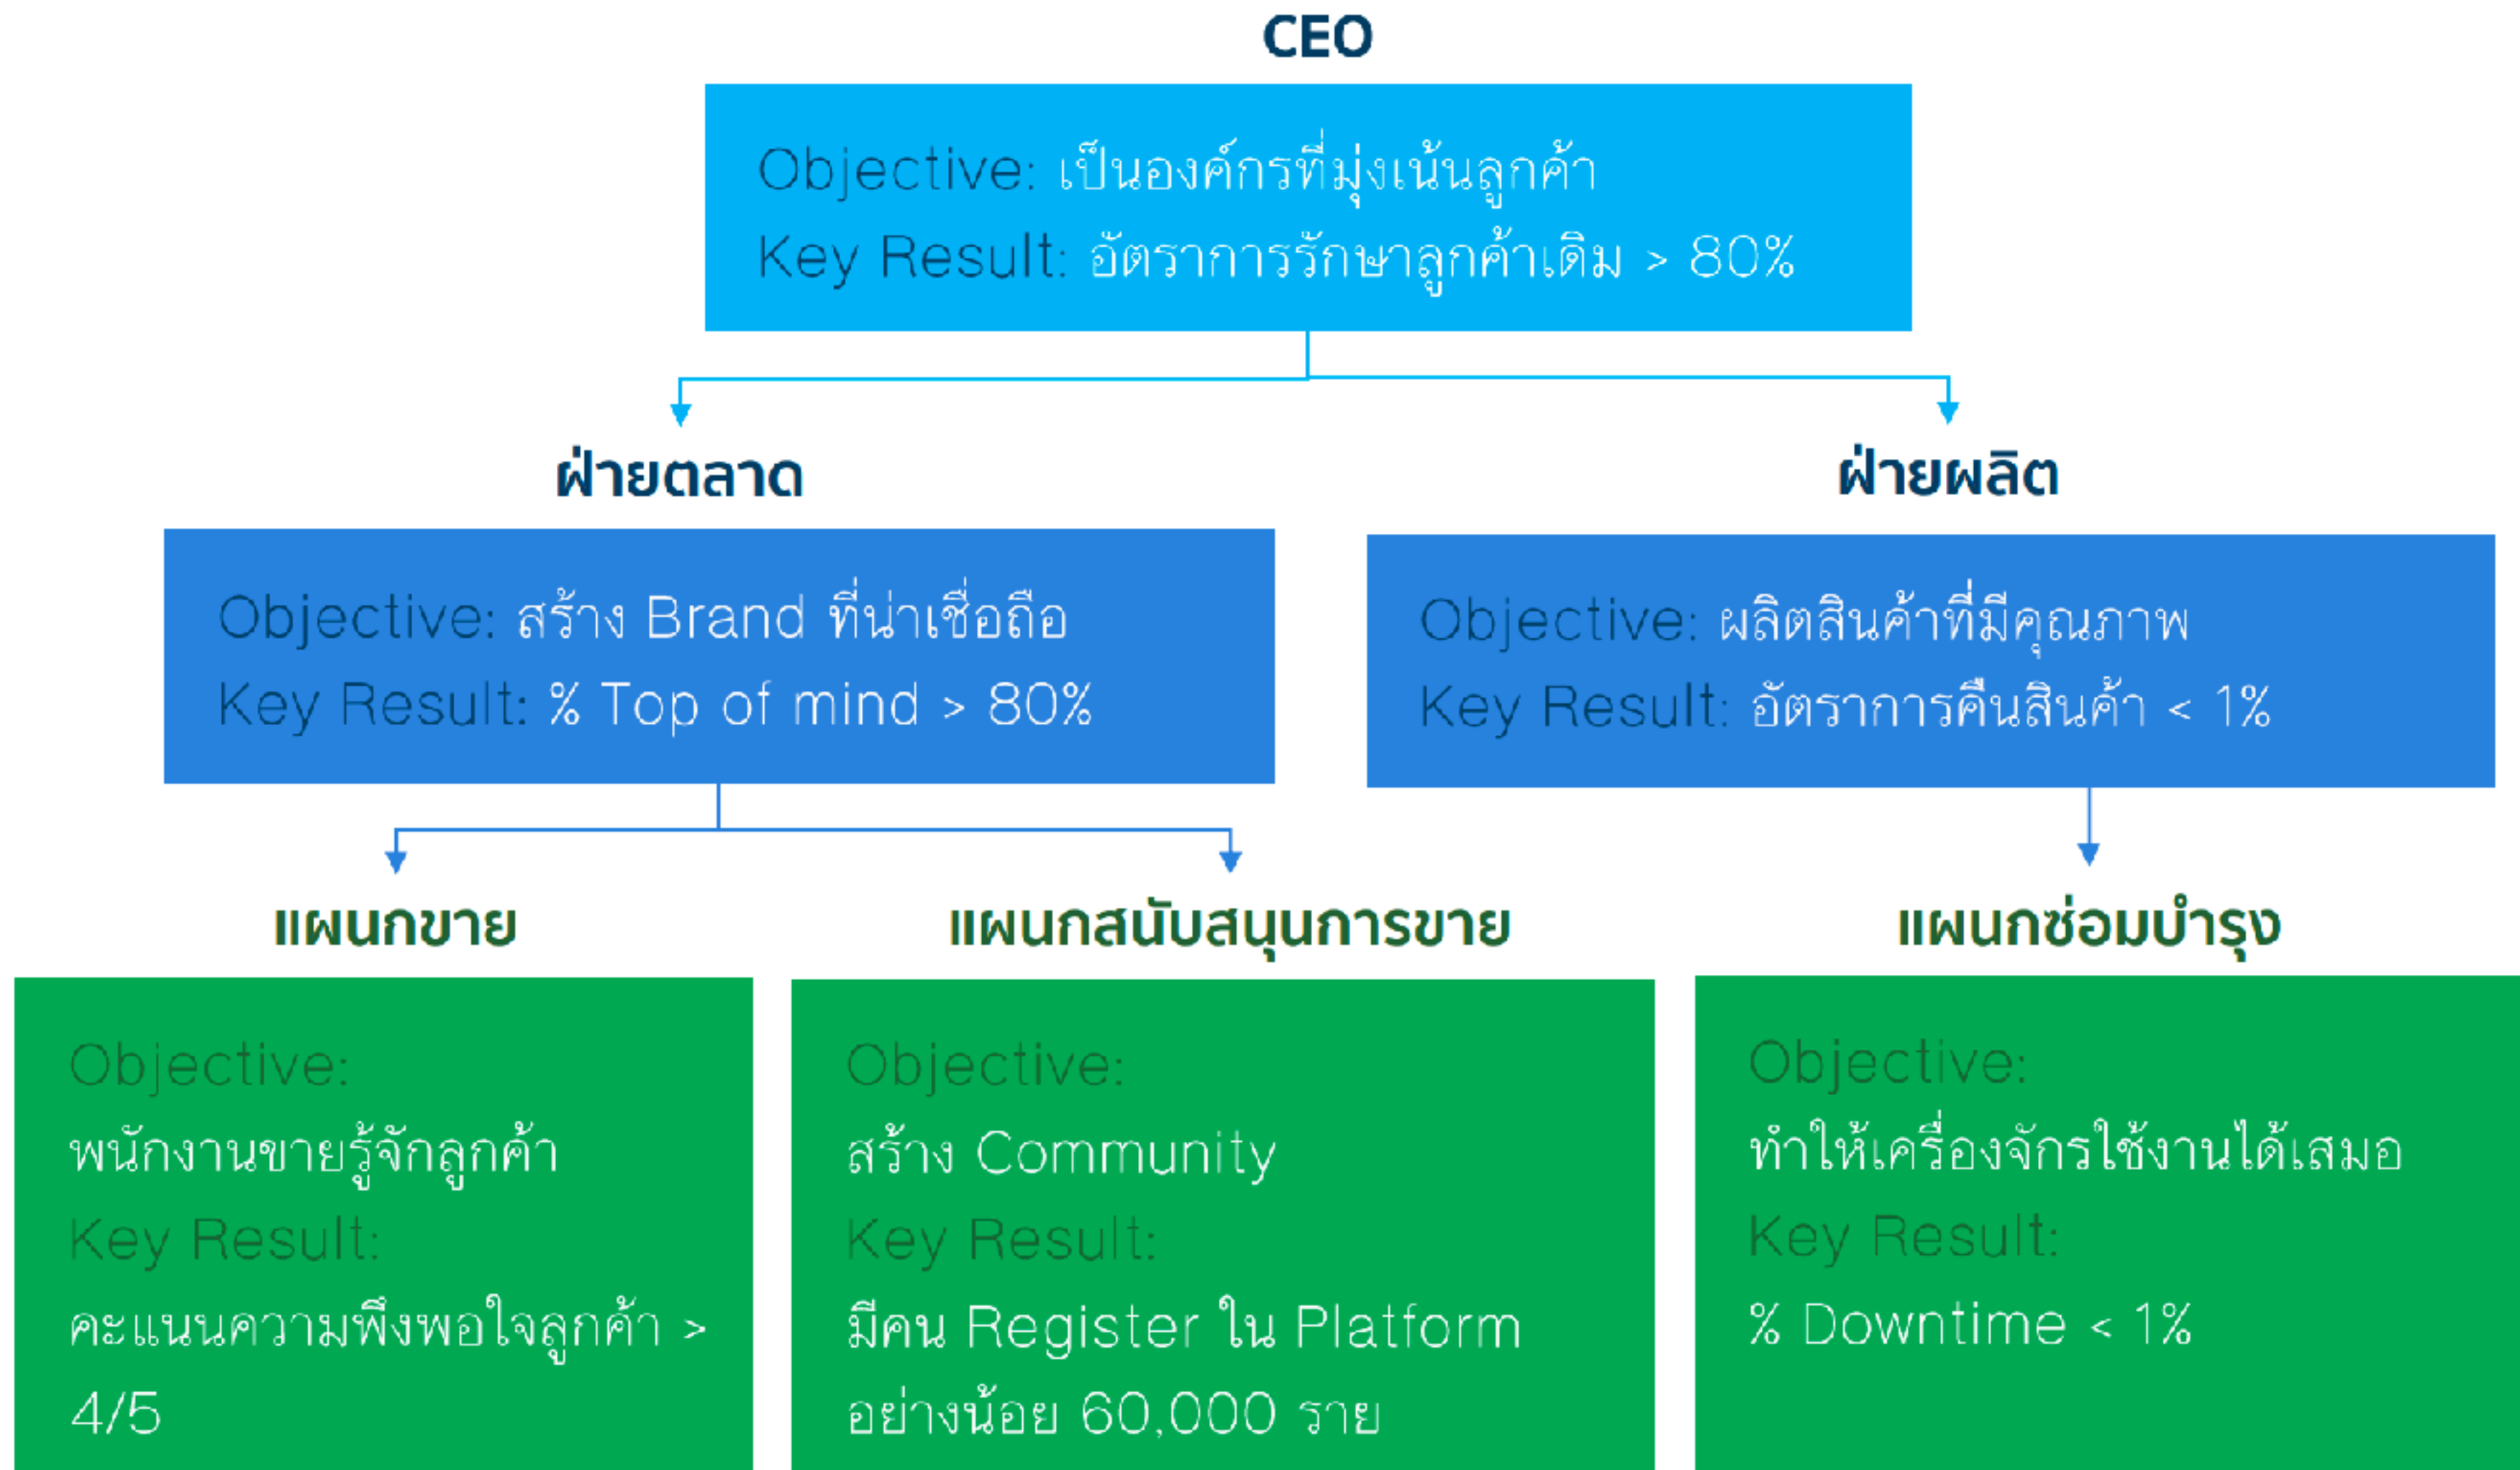 CEO
Objective: เป็นองค์กรที่มุ่งเน้นลูกค้า
Key Result: อัตราการรักษาลูกค้าเดิม > 80%
ฝ่ายตลาด
Objective: สร้าง Brand ที่น่าเชื่อถือ
Key Result: % Top of mind > 80%
ฝ่ายผลิต
Objective: ผลิตสินค้าที่มีคุณภาพ
Key Result: อัตราการคืนสินค้า < 1%
แผนกขาย
Objective:
พนักงานขายรู้จักลูกค้า
Key Result:
คะแนนความพึงพอใจลูกค้า >
4/5
แผนกสนับสนุนการขาย
Objective:
สร้าง Community
Key Result:
มีคน Register ใน Platform
อย่างน้อย 60,000 ราย
แผนกซ่อมบำรุง
Objective:
ทำให้เครื่องจักรใช้งานได้เสมอ
Key Result:
% Downtime < 1%